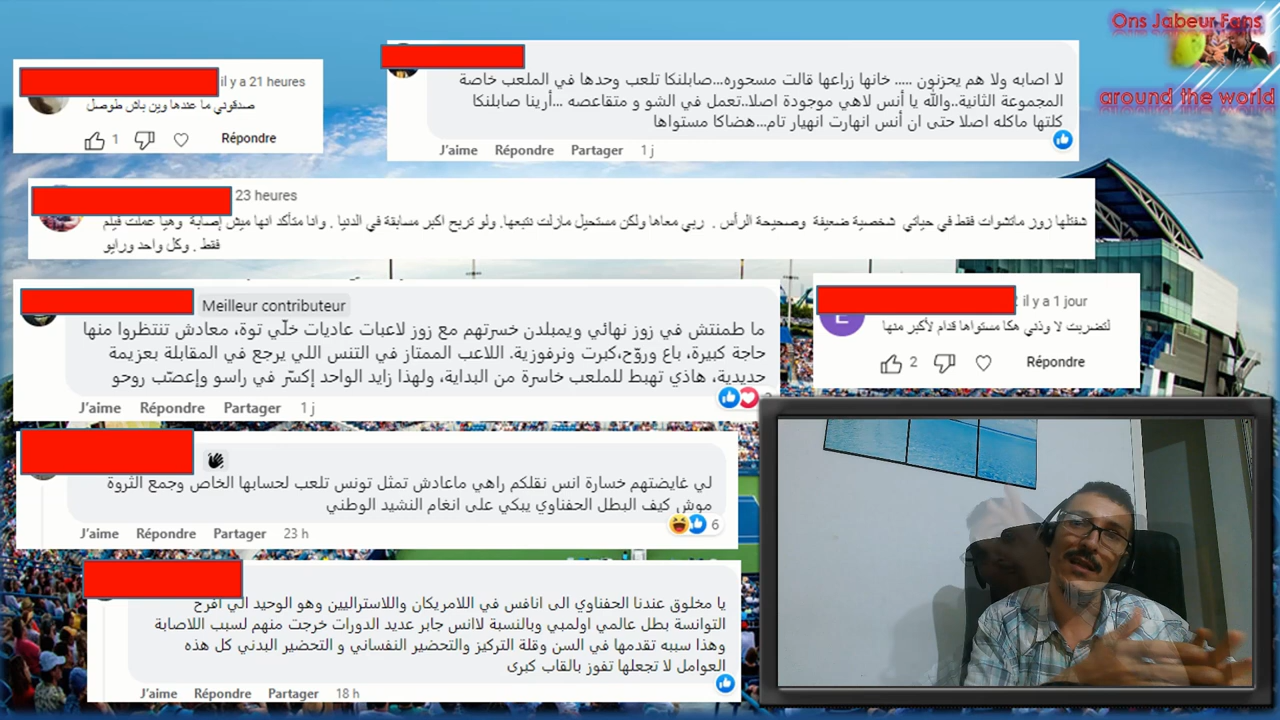 Ons Jabeur Fans
around the world
il y a 21 heures
صدقوني ما عندها وين باش طوصل
1
Répondre
لا اصابه ولا هم يحزنون ..... خانها زراعها قالت مسحوره...صابلنكا تلعب وحدها في الملعب خاصة
المجموعة الثانية..والله يا أنس لاهي موجودة اصلا..تعمل في الشو و متقاعصه ...أرينا صابلنكا
كلتها ماكله اصلا حتى ان أنس انهارت انهيار تام...هضاكا مستواها
J'aime Répondre Partager 1 j
23 heures
شفتلها زوز ماتشوات فقط في حياتي شخصية ضعيفة وصحيحة الرأس . ربي معاها ولكن مستحيل مازلت نتبعها. ولو تربح اكبر مسابقة في الدنيا . وانا متأكد انها ميش إصابة وهيا عملت فيلم
فقط . وكل واحد ورايو
Meilleur contributeur
ما طمنتش في زوز نهائي ويمبلدن خسرتهم مع زوز لاعبات عاديات خلّي توة، معادش تنتظروا منها
حاجة كبيرة، باع وروّح،كبرت ونرفوزية. اللاعب الممتاز في التنس اللي يرجع في المقابلة بعزيمة
حديدية، هاذي تهبط للملعب خاسرة من البداية، ولهذا زايد الواحد إكسّر في راسو وإعصّب روحو
J'aime Répondre Partager 1 j
il y a 1 jour
لتضربت لا وذني هكا مستواها قدام لأكبر منها
2
Répondre
لي غايضتهم خسارة انس نقلكم راهي ماعادش تمثل تونس تلعب لحسابها الخاص وجمع الثروة
موش كيف البطل الحفناوي يبكي على انغام النشيد الوطني
6
J'aime Répondre Partager 23 h
يا مخلوق عندنا الحفناوي الى انافس في اللامريكان واللاستراليين وهو الوحيد الي افرح
التوانسة بطل عالمي اولمبي وبالنسبة لاانس جابر عديد الدورات خرجت منهم لسبب اللاصابة
وهذا سببه تقدمها في السن وقلة التركيز والتحضير النفساني و التحضير البدني كل هذه
العوامل لا تجعلها تفوز بالقاب كبرى
J'aime Répondre Partager 18 h